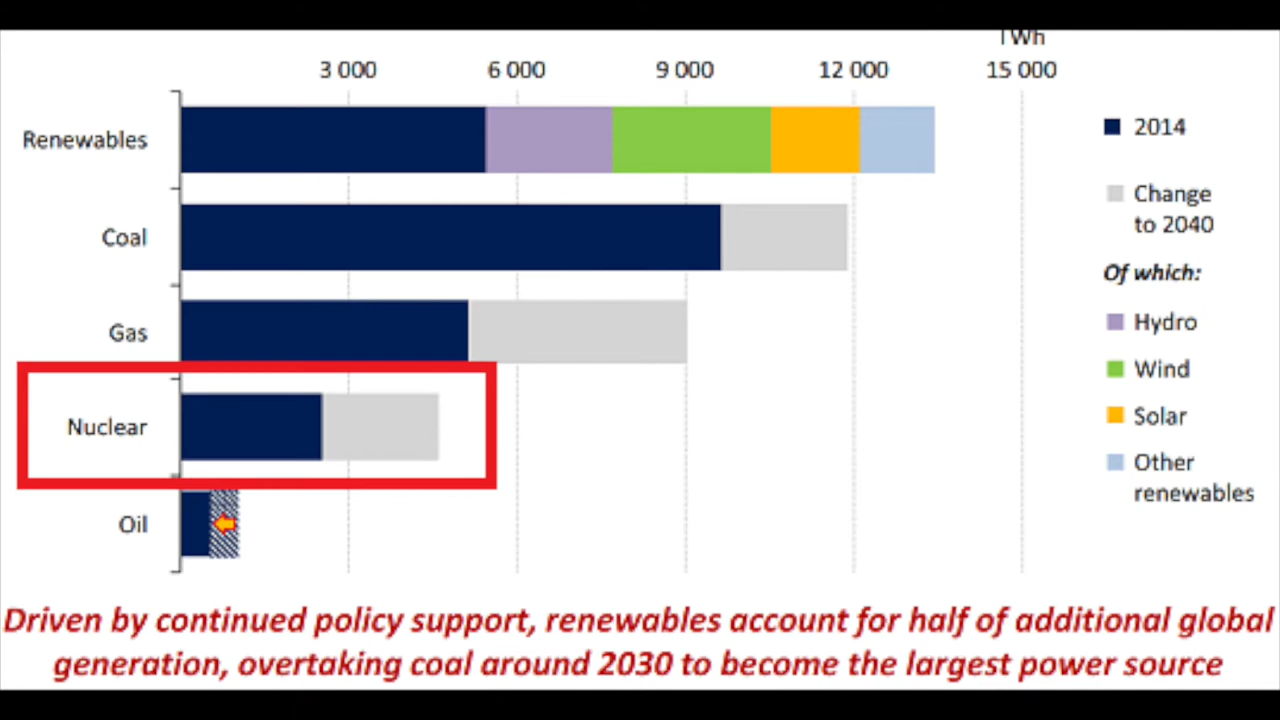 TWh
3 000 6 000 9 000 12 000 15 000
Renewables
Coal
Gas
Nuclear
Oil
2014
Change
to 2040
Of which:
Hydro
Wind
Solar
Other
renewables
Driven by continued policy support, renewables account for half of additional global
generation, overtaking coal around 2030 to become the largest power source